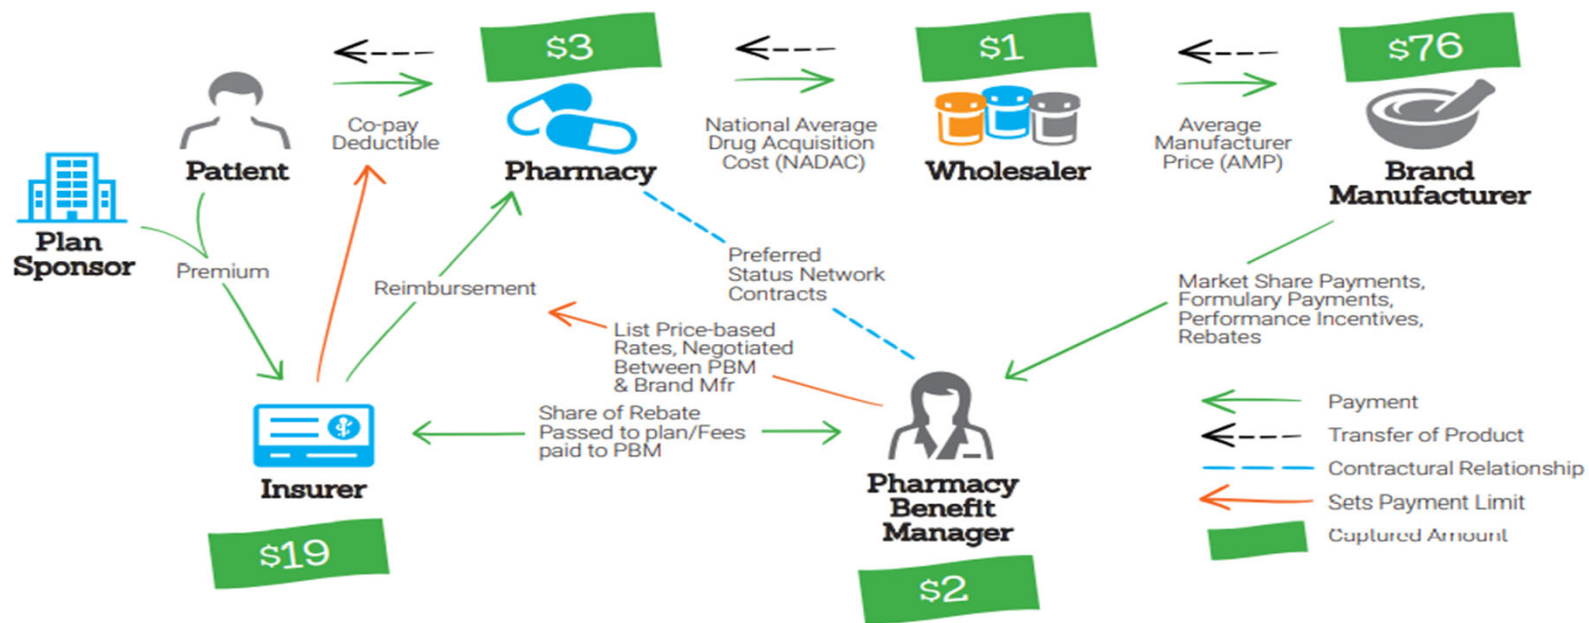 $3
$1
$76
Patient
Co-pay
Deductible
Pharmacy
National Average
Drug Acquisition
Cost (NADAC)
Wholesaler
Average
Manufacturer
Price (AMP)
Brand
Manufacturer
Plan
Sponsor
Premium
Reimbursement
Preferred
Status Network
Contracts
Market Share Payments,
Formulary Payments,
Performance Incentives,
Rebates
List Price-based
Rates, Negotiated
Between PBM
& Brand Mfr
Share of Rebate
Passed to plan/Fees
paid to PBM
Insurer
$19
Pharmacy
Benefit
Manager
$2
Payment
Transfer of Product
Contractural Relationship
Sets Payment Limit
Captured Amount